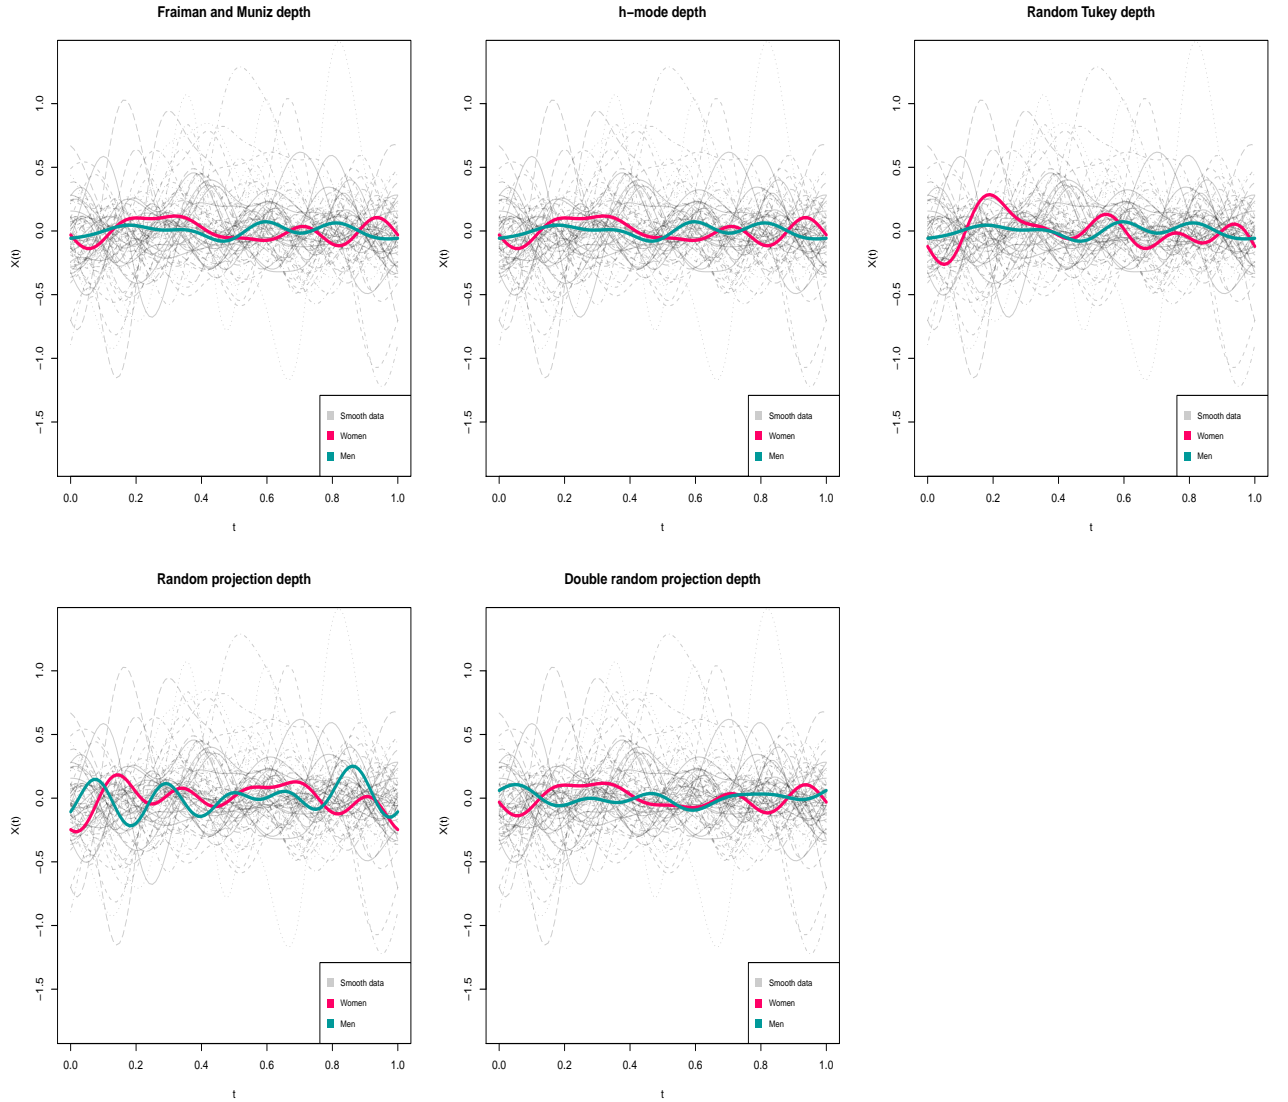 Fraiman and Muniz depth
X(t)
1.0
0.5
0.0
−0.5
−1.0
−1.5
Smooth data
Women
Men
0.0 0.2 0.4 0.6 0.8 1.0
t
h−mode depth
X(t)
1.0
0.5
0.0
−0.5
−1.0
−1.5
Smooth data
Women
Men
0.0 0.2 0.4 0.6 0.8 1.0
t
Random Tukey depth
X(t)
1.0
0.5
0.0
−0.5
−1.0
−1.5
Smooth data
Women
Men
0.0 0.2 0.4 0.6 0.8 1.0
t
Random projection depth
X(t)
1.0
0.5
0.0
−0.5
−1.0
−1.5
Smooth data
Women
Men
0.0 0.2 0.4 0.6 0.8 1.0
t
Double random projection depth
X(t)
1.0
0.5
0.0
−0.5
−1.0
−1.5
Smooth data
Women
Men
0.0 0.2 0.4 0.6 0.8 1.0
t